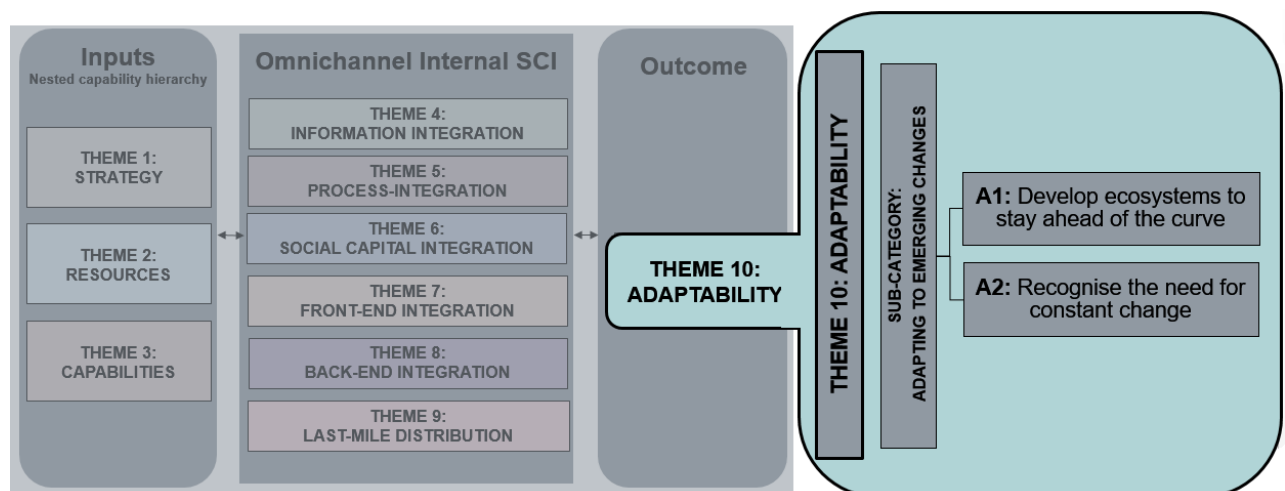 Inputs
Nested capability hierarchy
THEME 1:
STRATEGY
THEME 2:
RESOURCES
THEME 3:
CAPABILITIES
Omnichannel Internal SCI
THEME 4:
INFORMATION INTEGRATION
THEME 5:
PROCESS-INTEGRATION
THEME 6:
SOCIAL CAPITAL INTEGRATION
THEME 7:
FRONT-END INTEGRATION
THEME 8:
BACK-END INTEGRATION
THEME 9:
LAST-MILE DISTRIBUTION
Outcome
THEME 10:
ADAPTABILITY
THEME 10: ADAPTABILITY
SUB-CATEGORY:
ADAPTING TO EMERGING CHANGES
A1: Develop ecosystems to
stay ahead of the curve
A2: Recognise the need for
constant change